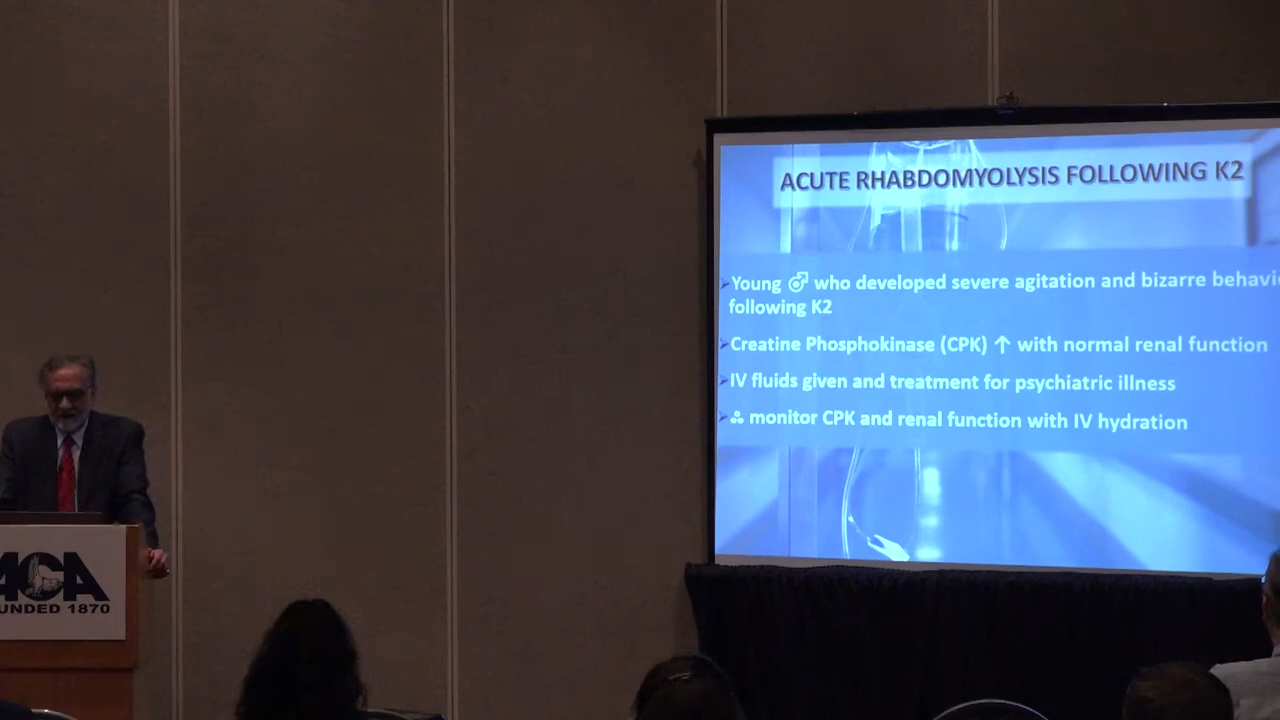 ACUTE RHABDOMYOLYSIS FOLLOWING K2
➢Young ♂ who developed severe agitation and bizarre behavi
following K2
➢Creatine Phosphokinase (CPK) ↑ with normal renal function
➢IV fluids given and treatment for psychiatric illness
➢ஃ monitor CPK and renal function with IV hydration
ACA
UNDED 1870